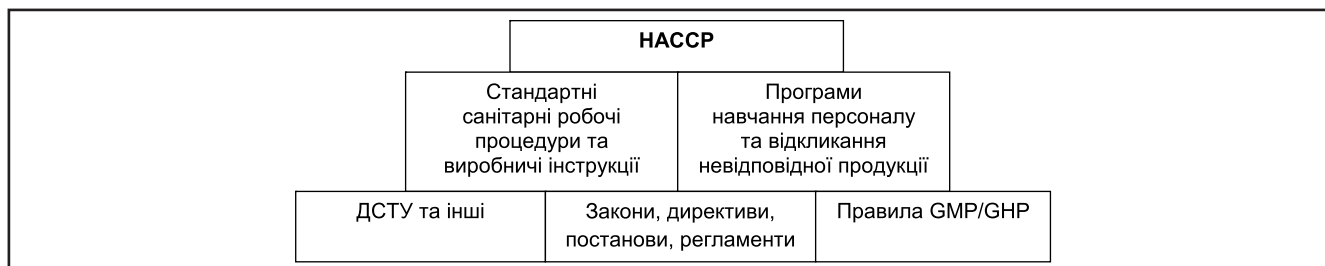 НАССР
Стандартні
санітарні робочі
процедури та
виробничі інструкції
Програми
навчання персоналу
та відкликання
невідповідної продукції
ДСТУ та інші
Закони, директиви,
постанови, регламенти
Правила GMP/GHP